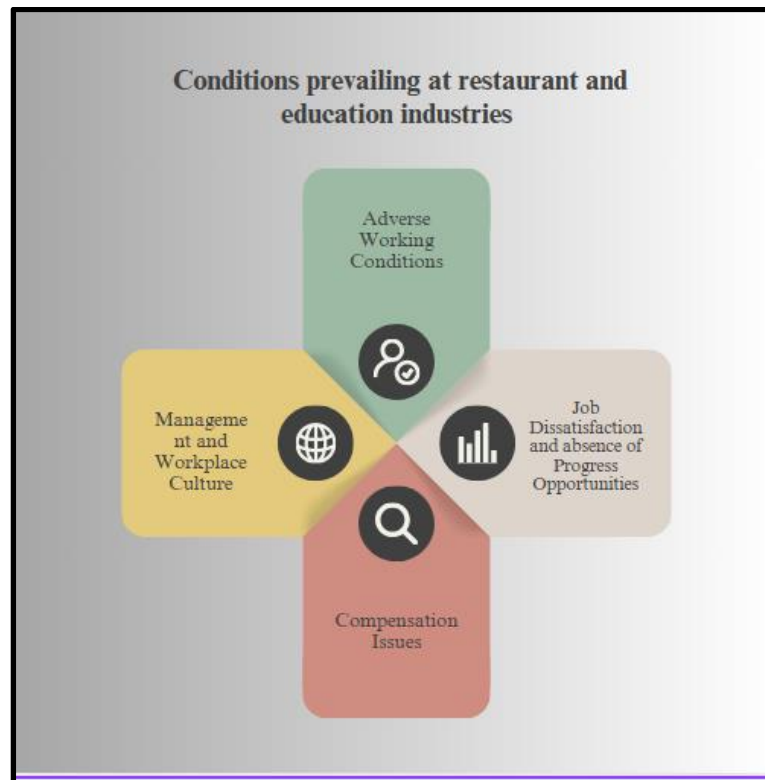 Conditions prevailing at restaurant and
education industries
Adverse
Working
Conditions
Manageme
nt and
Workplace
Culture
Job
Dissatisfaction
and absence of
Progress
Opportunities
Compensation
Issues